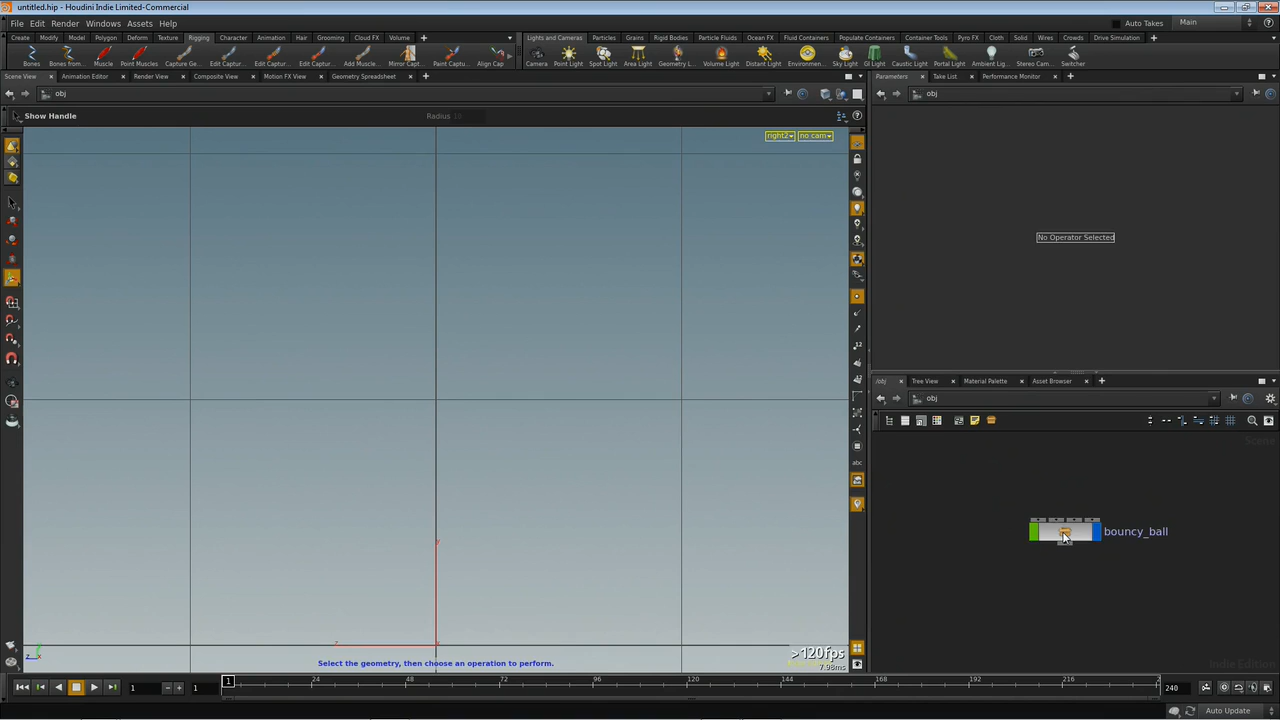 untitled.hip - Houdini Indie Limited-Commercial
File Edit Render Windows Assets Help
Auto Takes Main
Create Modify Model Polygon Deform Texture Rigging Character Animation Hair Grooming Cloud FX Volume
Lights and Cameras Particles Grains Rigid Bodies Particle Fluids Ocean FX Fluid Containers Populate Containers Container Tools Pyro FX Cloth Solid Wires Crowds Drive Simulation
Bones Bones from... Muscle Point Muscles Capture Ge... Edit Captur... Edit Captur... Edit Captur... Add Muscle... Mirror Capt... Paint Captu... Align Cap
Camera Point Light Spot Light Area Light Geometry L... Volume Light Distant Light Environmen... Sky Light GI Light Caustic Light Portal Light Ambient Lig... Stereo Cam... Switcher
Scene View Animation Editor Render View Composite View Motion FX View Geometry Spreadsheet
Parameters Take List Performance Monitor
obj
obj
Show Handle
Radius
right2
no cam
No Operator Selected
/obj Tree View Material Palette Asset Browser
obj
Scene
bouncy_ball
12
abc
y
z
x
z x
>120fps
7.98ms
Select the geometry, then choose an operation to perform.
Indie Edition
1 1 1 24 48 72 96 120 144 168 192 216 240
Auto Update